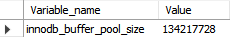 Variable_name Value
innodb_buffer_pool_size 134217728